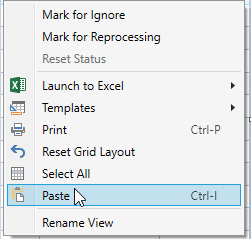 Mark for Ignore
Mark for Reprocessing
Reset Status
Launch to Excel
Templates
Print Ctrl-P
Reset Grid Layout
Select All
Paste Ctrl-I
Rename View